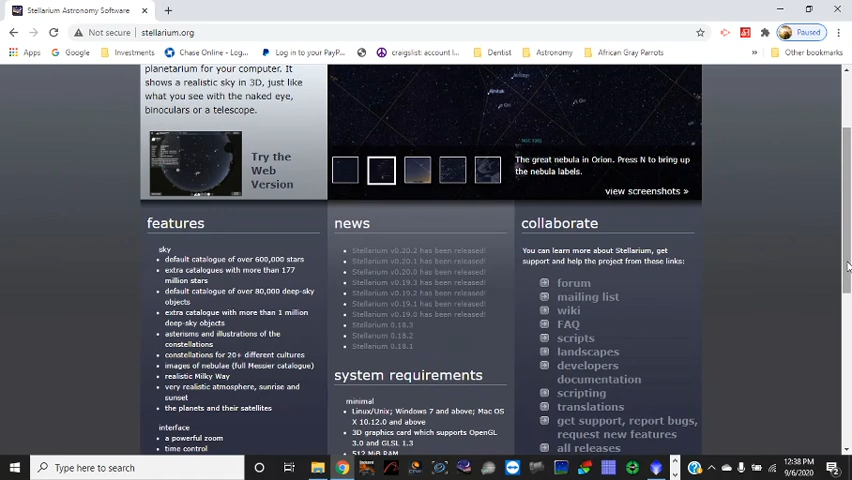 Stellarium Astronomy Software
Not secure | stellarium.org
Paused
Apps Google Investments Chase Online - Log... Log in to your PayP... craigslist: account l... Dentist Astronomy African Gray Parrots » Other bookmarks
planetarium for your computer. It
shows a realistic sky in 3D, just like
what you see with the naked eye,
binoculars or a telescope.
Try the
Web
Version
The great nebula in Orion. Press N to bring up
the nebula labels.
view screenshots »
features
sky
default catalogue of over 600,000 stars
extra catalogues with more than 177
million stars
default catalogue of over 80,000 deep-sky
objects
extra catalogue with more than 1 million
deep-sky objects
asterisms and illustrations of the
constellations
constellations for 20+ different cultures
images of nebulae (full Messier catalogue)
realistic Milky Way
very realistic atmosphere, sunrise and
sunset
the planets and their satellites
interface
a powerful zoom
time control
news
Stellarium v0.20.2 has been released!
Stellarium v0.20.1 has been released!
Stellarium v0.20.0 has been released!
Stellarium v0.19.3 has been released!
Stellarium v0.19.2 has been released!
Stellarium v0.19.1 has been released!
Stellarium v0.19.0 has been released!
Stellarium 0.18.3
Stellarium 0.18.2
Stellarium 0.18.1
system requirements
minimal
Linux/Unix; Windows 7 and above; Mac OS
X 10.12.0 and above
3D graphics card which supports OpenGL
3.0 and GLSL 1.3
512 MiB RAM
collaborate
You can learn more about Stellarium, get
support and help the project from these links:
forum
mailing list
wiki
FAQ
scripts
landscapes
developers
documentation
scripting
translations
get support, report bugs,
request new features
all releases
Type here to search
12:38 PM
9/6/2020